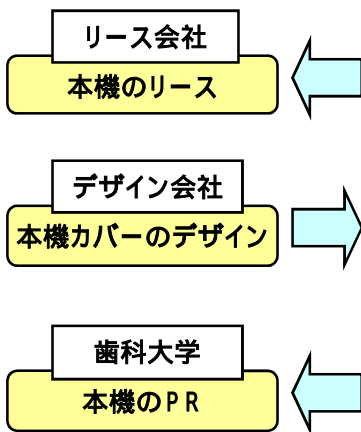 リース会社
本機のリース
デザイン会社
本機カバーのデザイン
歯科大学
本機のPR